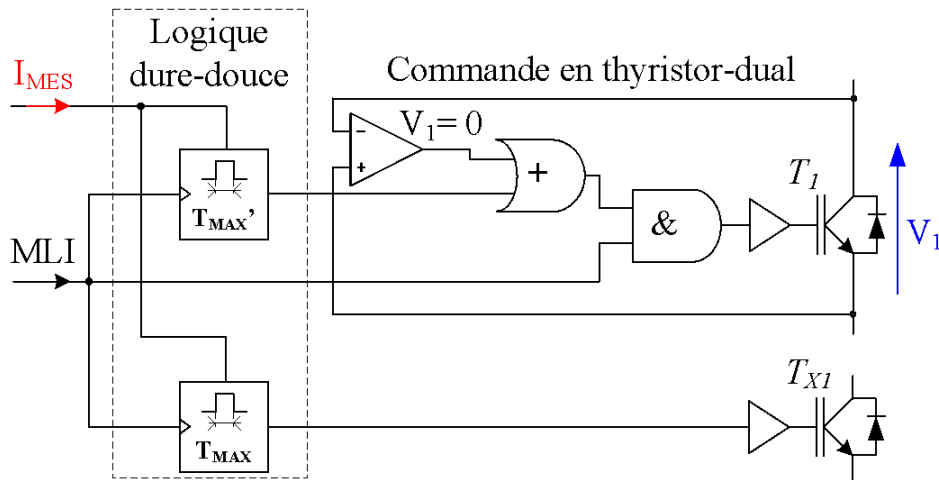 Logique
dure-douce
Commande en thyristor-dual
I_MES
V₁= 0
−
+
+
T_MAX'
T₁
&
V₁
MLI
T_X1
T_MAX